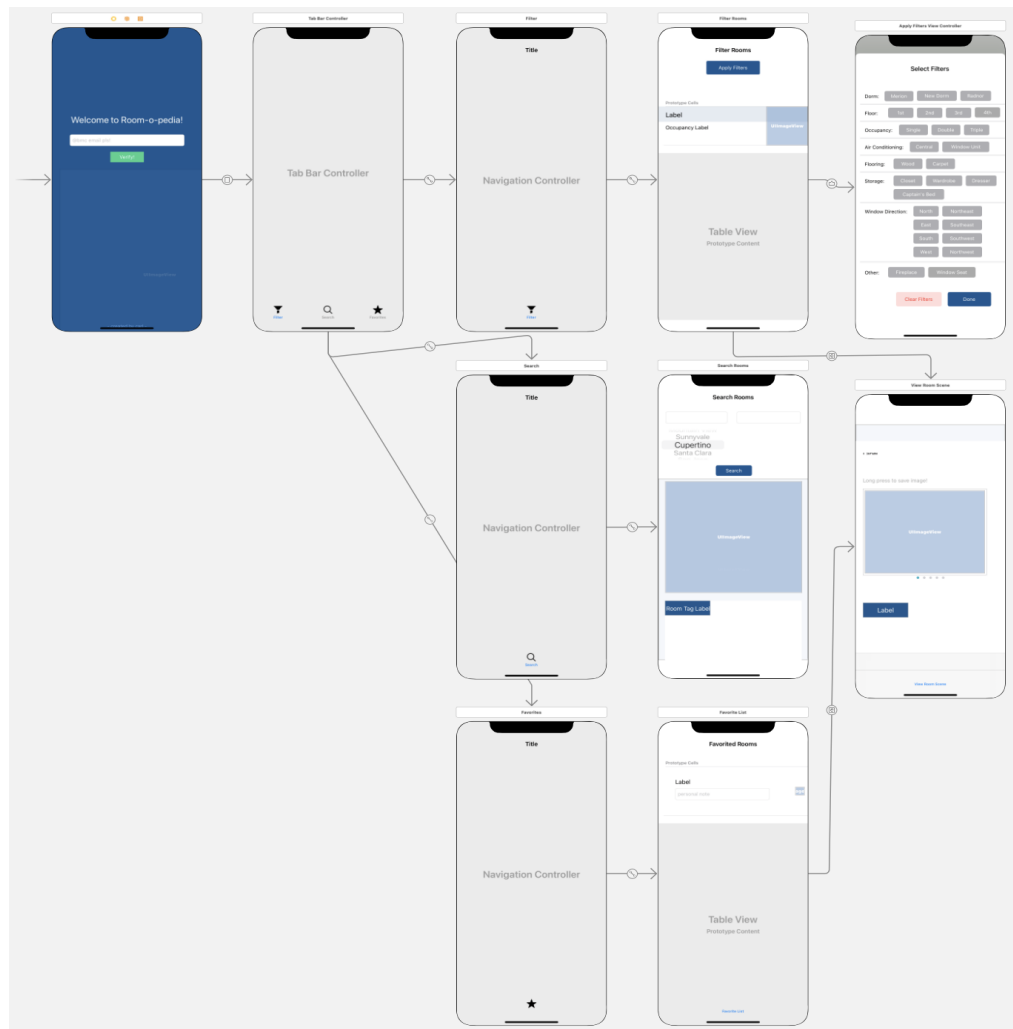 Tab Bar Controller
Filter
Filter Rooms
Apply Filters View Controller
Welcome to Room-o-pedia!
Verify!
Tab Bar Controller
Filter
Search
Favorites
Title
Navigation Controller
Filter
Filter Rooms
Apply Filters
Prototype Cells
Label
Occupancy Label
UIImageView
Table View
Prototype Content
Select Filters
Dorm:
New Dorm
Floor:
1st
2nd
3rd
4th
Occupancy:
Single
Double
Triple
Air Conditioning:
Central
Window Unit
Flooring:
Wood
Carpet
Storage:
Closet
Wardrobe
Captain's Bed
Window Direction:
North
Northeast
East
Southeast
South
Southwest
West
Northwest
Other:
Fireplace
Window Seat
Clear Filters
Done
Search
Title
Navigation Controller
Search
Search Rooms
Search Rooms
Sunnyvale
Cupertino
Santa Clara
Search
UIImageView
Room Tag Label
View Room Scene
Long press to save image!
UIImageView
Label
View Room Scene
Favorites
Title
Navigation Controller
Favorite List
Favorited Rooms
Prototype Cells
Label
personal note
Table View
Prototype Content
Favorite List